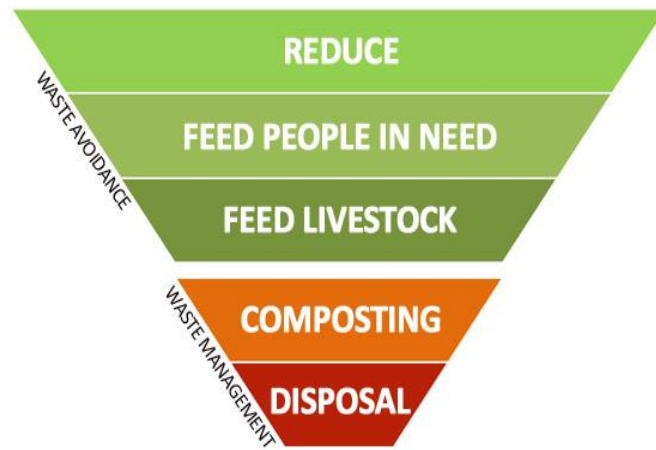 REDUCE
FEED PEOPLE IN NEED
FEED LIVESTOCK
WASTE AVOIDANCE
COMPOSTING
DISPOSAL
WASTE MANAGEMENT